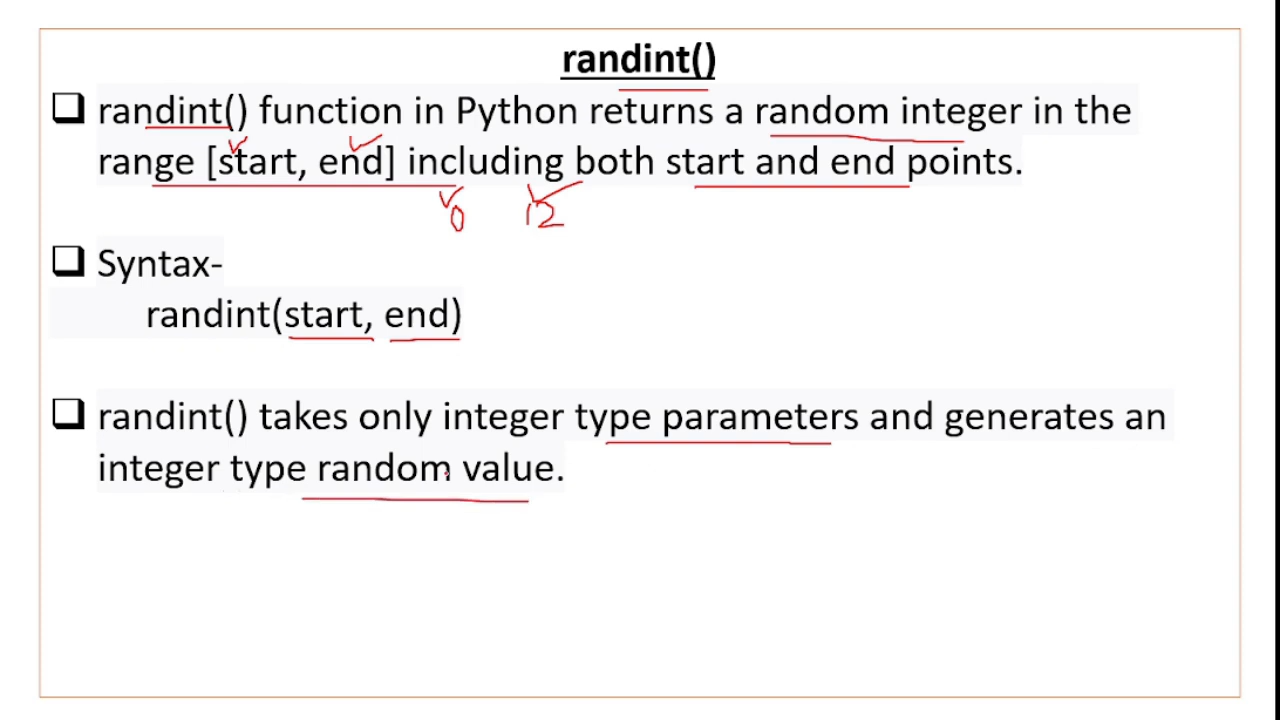 randint()
randint() function in Python returns a random integer in the
range [start, end] including both start and end points.
0 12
Syntax-
randint(start, end)
randint() takes only integer type parameters and generates an
integer type random value.